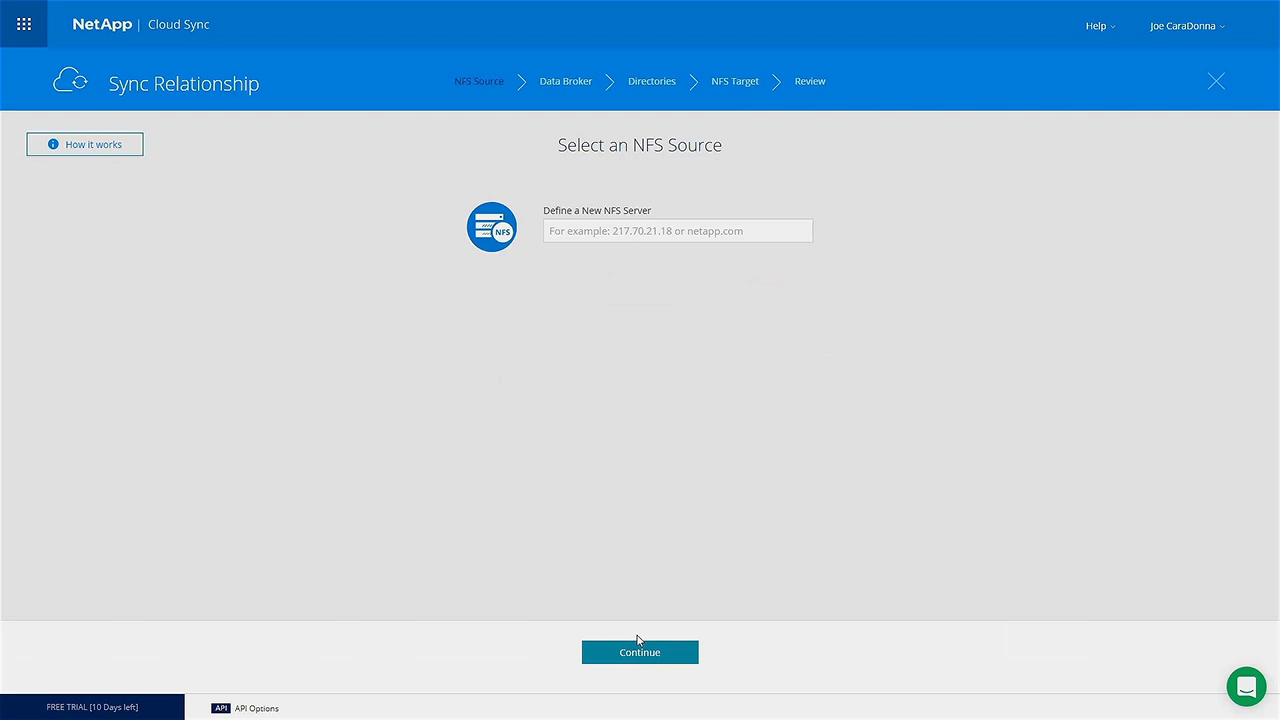 NetApp | Cloud Sync
Help
Joe CaraDonna
Sync Relationship
NFS Source
Data Broker
Directories
NFS Target
Review
How it works
Select an NFS Source
Define a New NFS Server
NFS
For example: 217.70.21.18 or netapp.com
Continue
FREE TRIAL [10 Days left]
API API Options